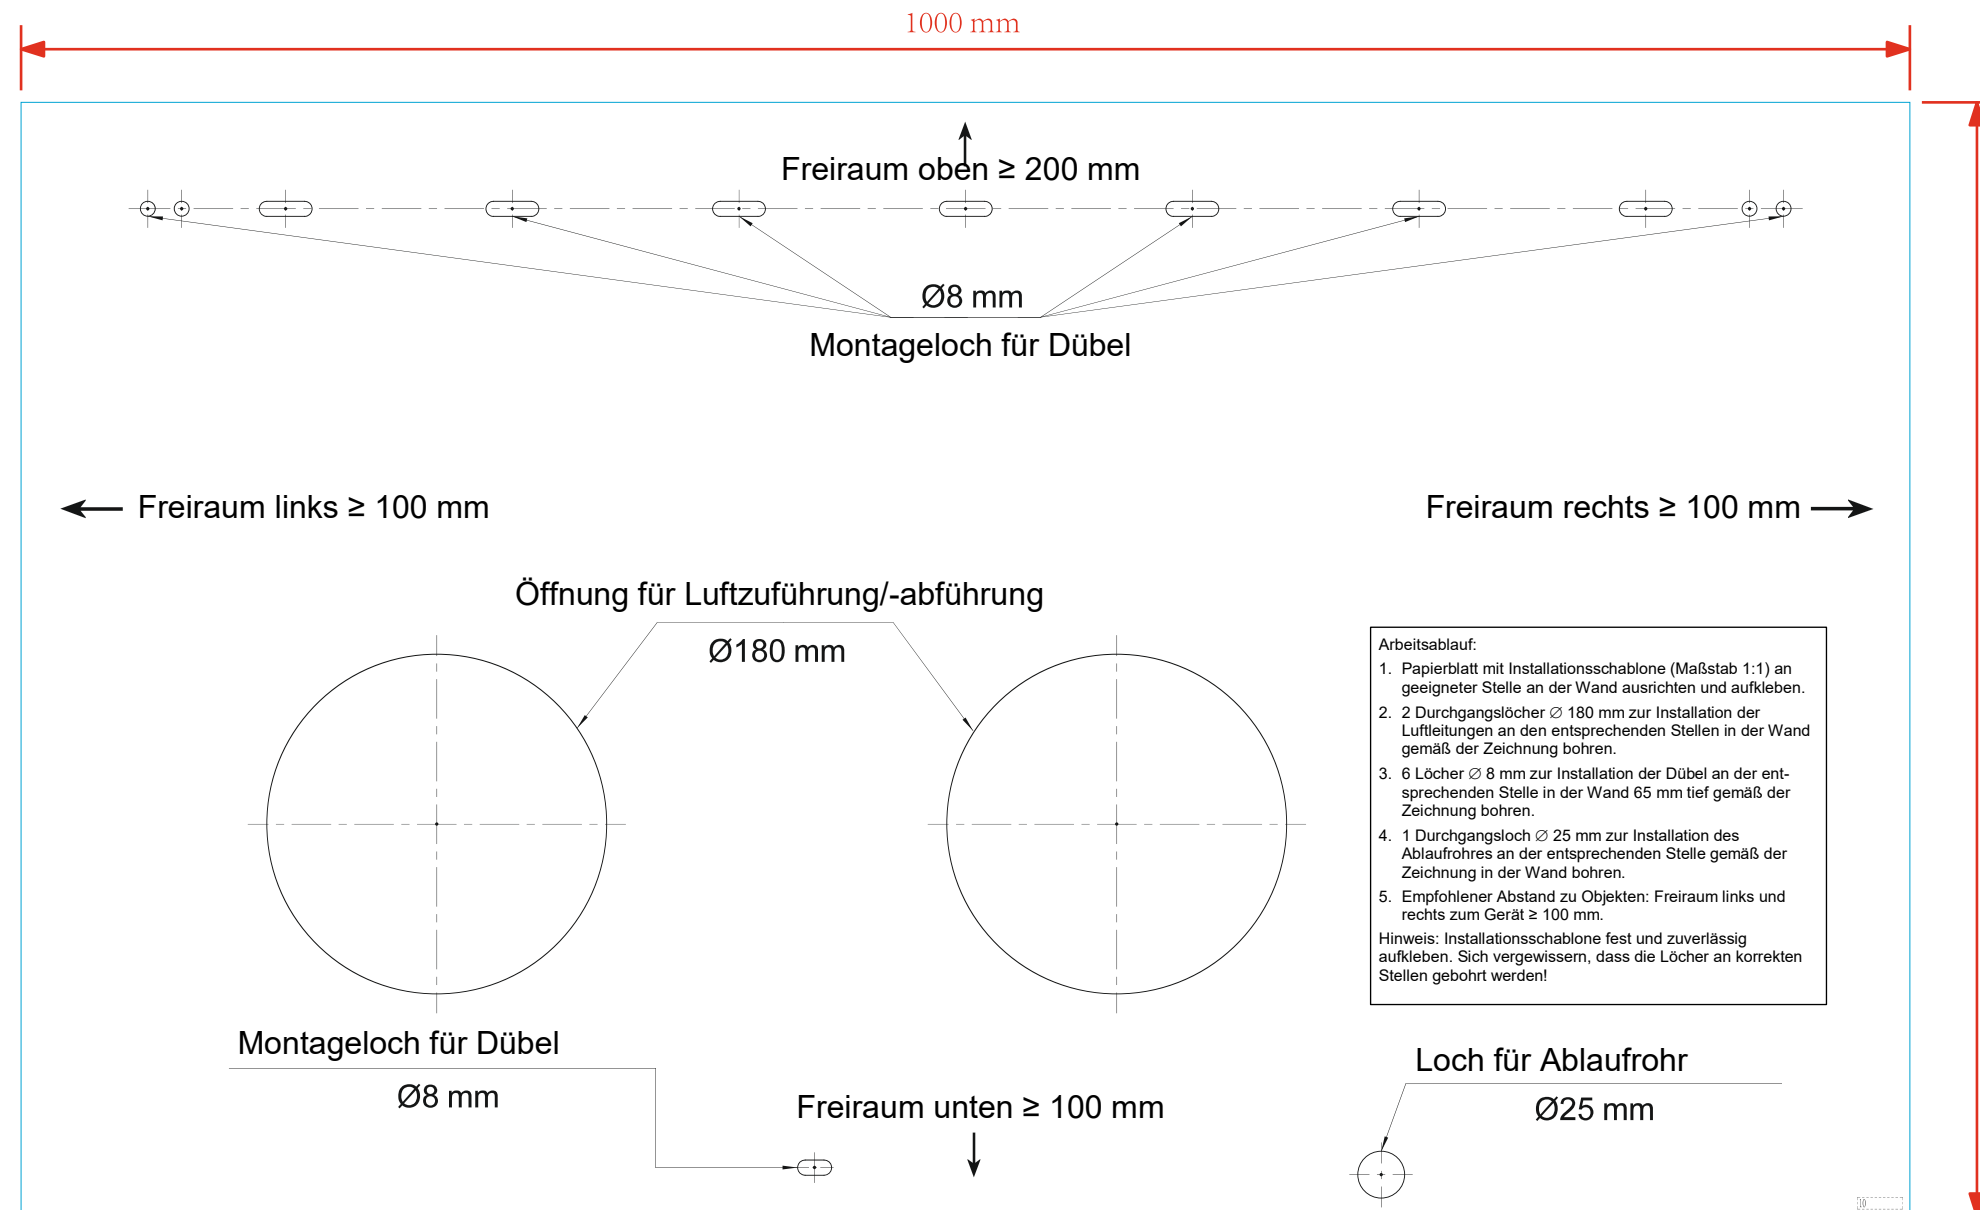 1000 mm
Freiraum oben ≥ 200 mm
Ø8 mm
Montageloch für Dübel
Freiraum links ≥ 100 mm
Freiraum rechts ≥ 100 mm
Öffnung für Luftzuführung/-abführung
Ø180 mm
Arbeitsablauf:
1. Papierblatt mit Installationsschablone (Maßstab 1:1) an
geeigneter Stelle an der Wand ausrichten und aufkleben.
2. 2 Durchgangslöcher ∅ 180 mm zur Installation der
Luftleitungen an den entsprechenden Stellen in der Wand
gemäß der Zeichnung bohren.
3. 6 Löcher ∅ 8 mm zur Installation der Dübel an der ent-
sprechenden Stelle in der Wand 65 mm tief gemäß der
Zeichnung bohren.
4. 1 Durchgangsloch ∅ 25 mm zur Installation des
Ablaufrohres an der entsprechenden Stelle gemäß der
Zeichnung in der Wand bohren.
5. Empfohlener Abstand zu Objekten: Freiraum links und
rechts zum Gerät ≥ 100 mm.
Hinweis: Installationsschablone fest und zuverlässig
aufkleben. Sich vergewissern, dass die Löcher an korrekten
Stellen gebohrt werden!
Montageloch für Dübel
Ø8 mm
Freiraum unten ≥ 100 mm
Loch für Ablaufrohr
Ø25 mm